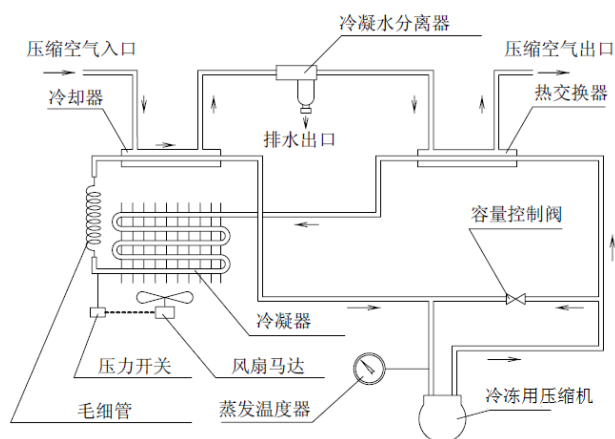 冷凝水分离器
压缩空气入口
压缩空气出口
冷却器
热交换器
排水出口
容量控制阀
冷凝器
压力开关
风扇马达
毛细管
蒸发温度器
冷冻用压缩机